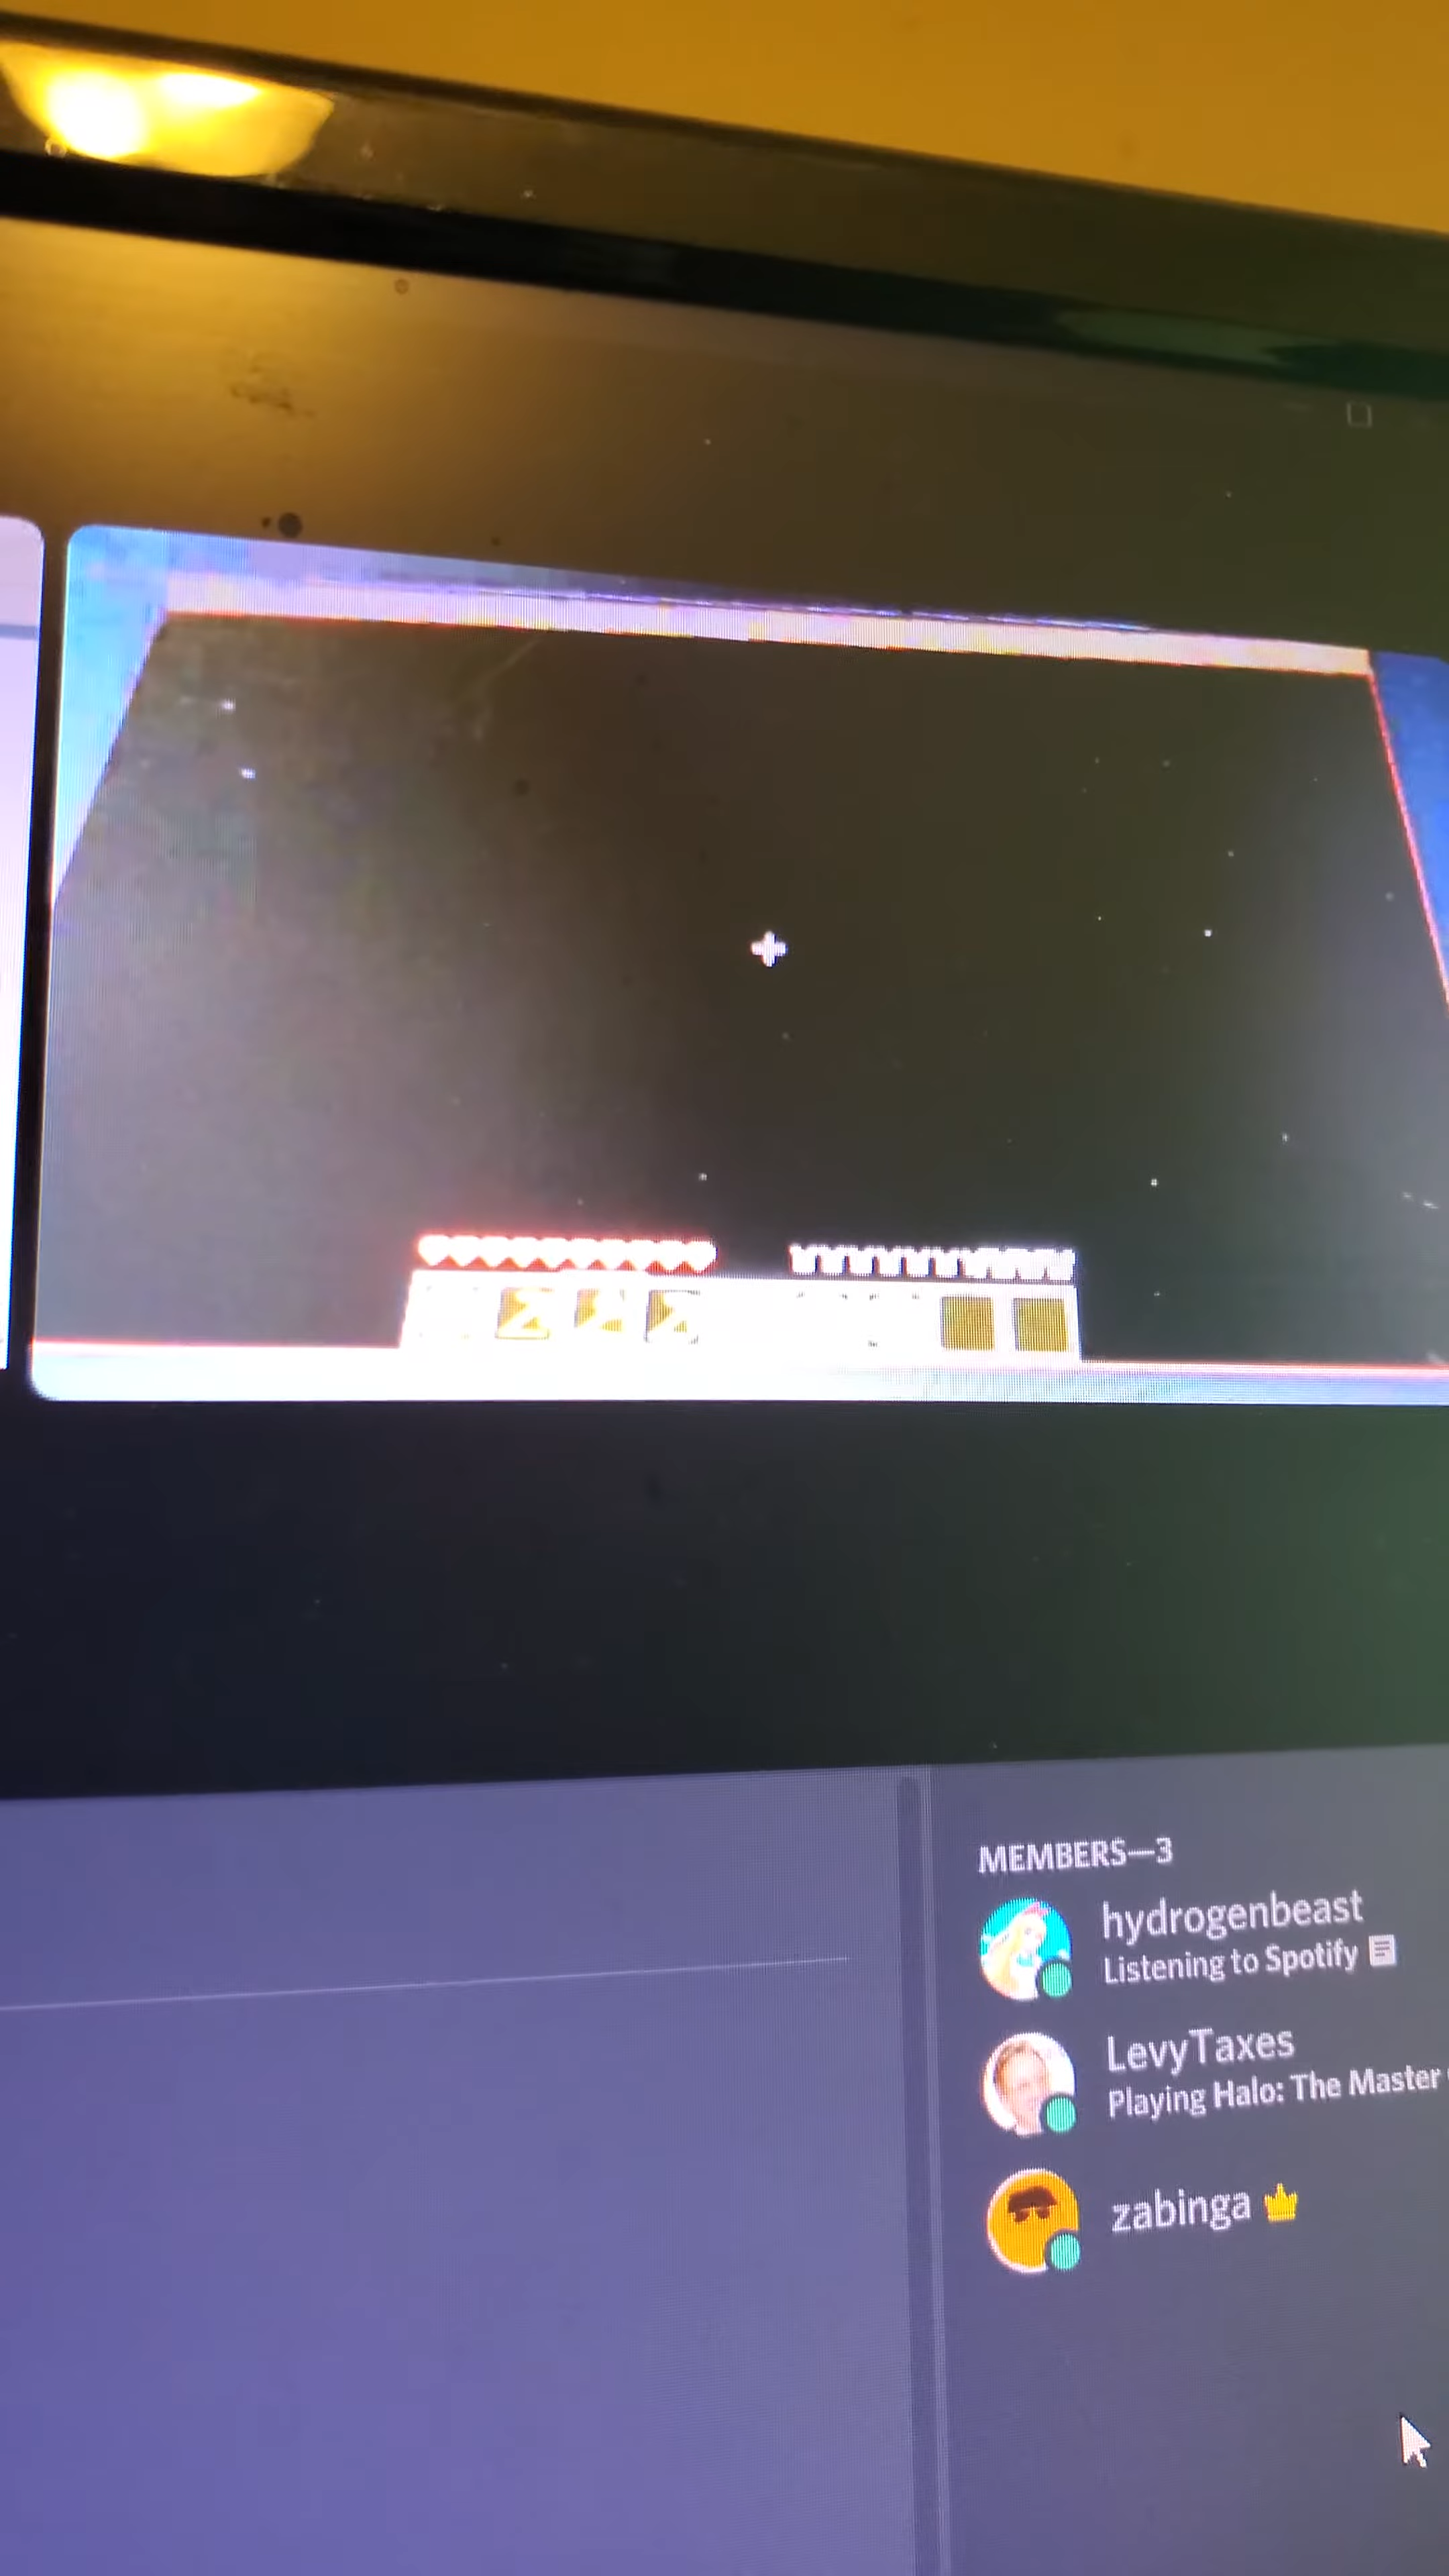 MEMBERS—3
hydrogenbeast
Listening to Spotify
LevyTaxes
Playing Halo: The Master
zabinga